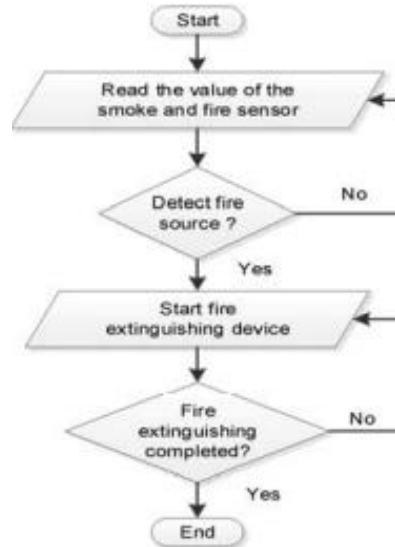 Start
Read the value of the
smoke and fire sensor
Detect fire
source ?
No
Yes
Start fire
extinguishing device
Fire
extinguishing
completed?
No
Yes
End